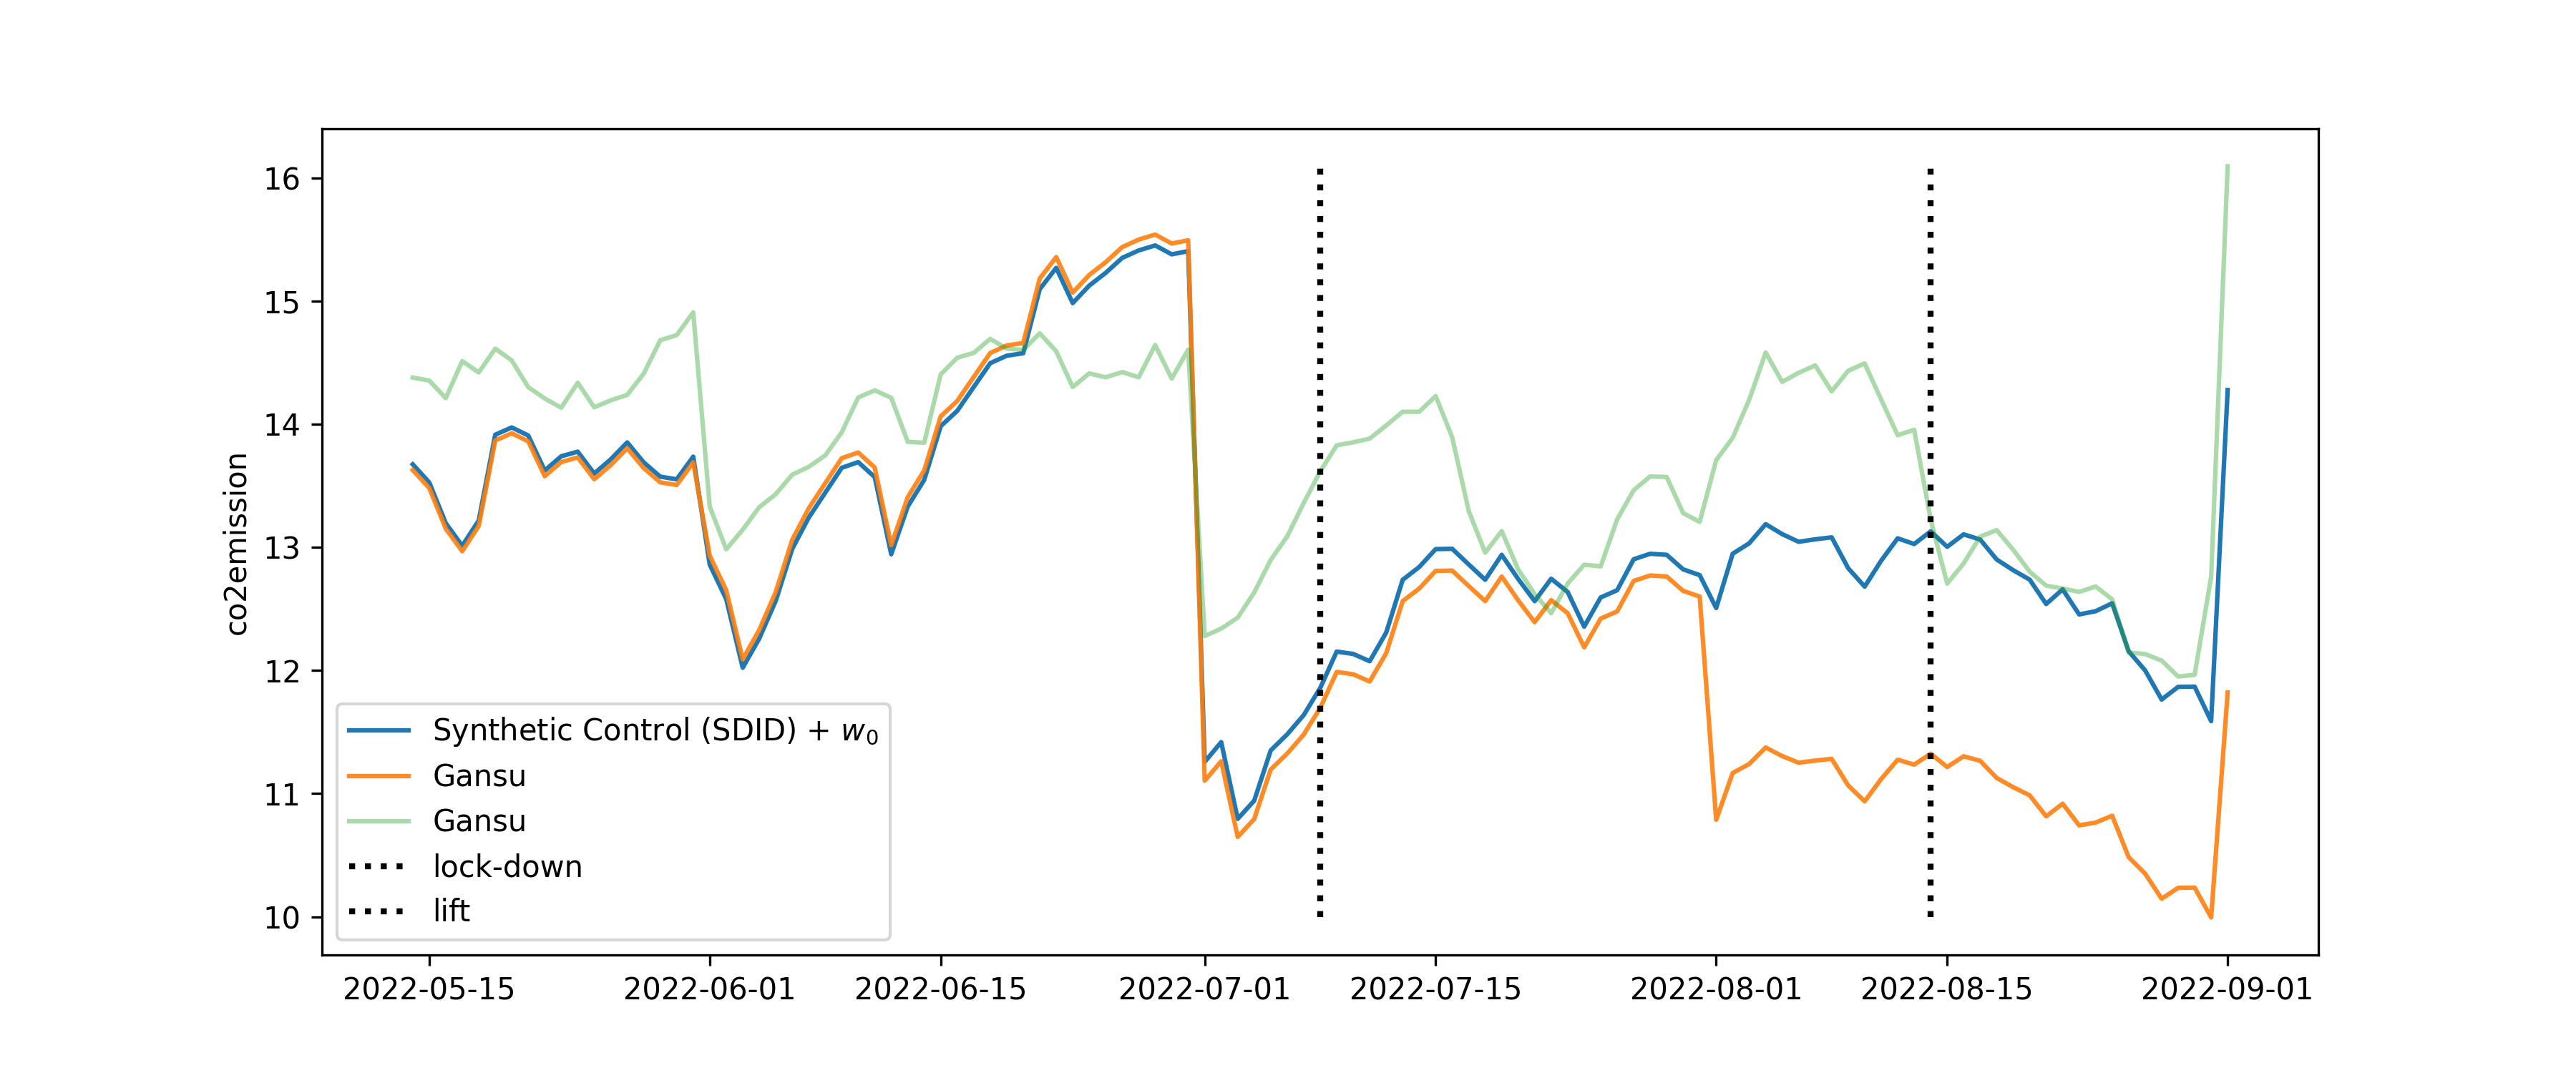 16
15
14
13
12
11
10
co2emission
Synthetic Control (SDID) + w₀
Gansu
Gansu
lock-down
lift
2022-05-15
2022-06-01
2022-06-15
2022-07-01
2022-07-15
2022-08-01
2022-08-15
2022-09-01